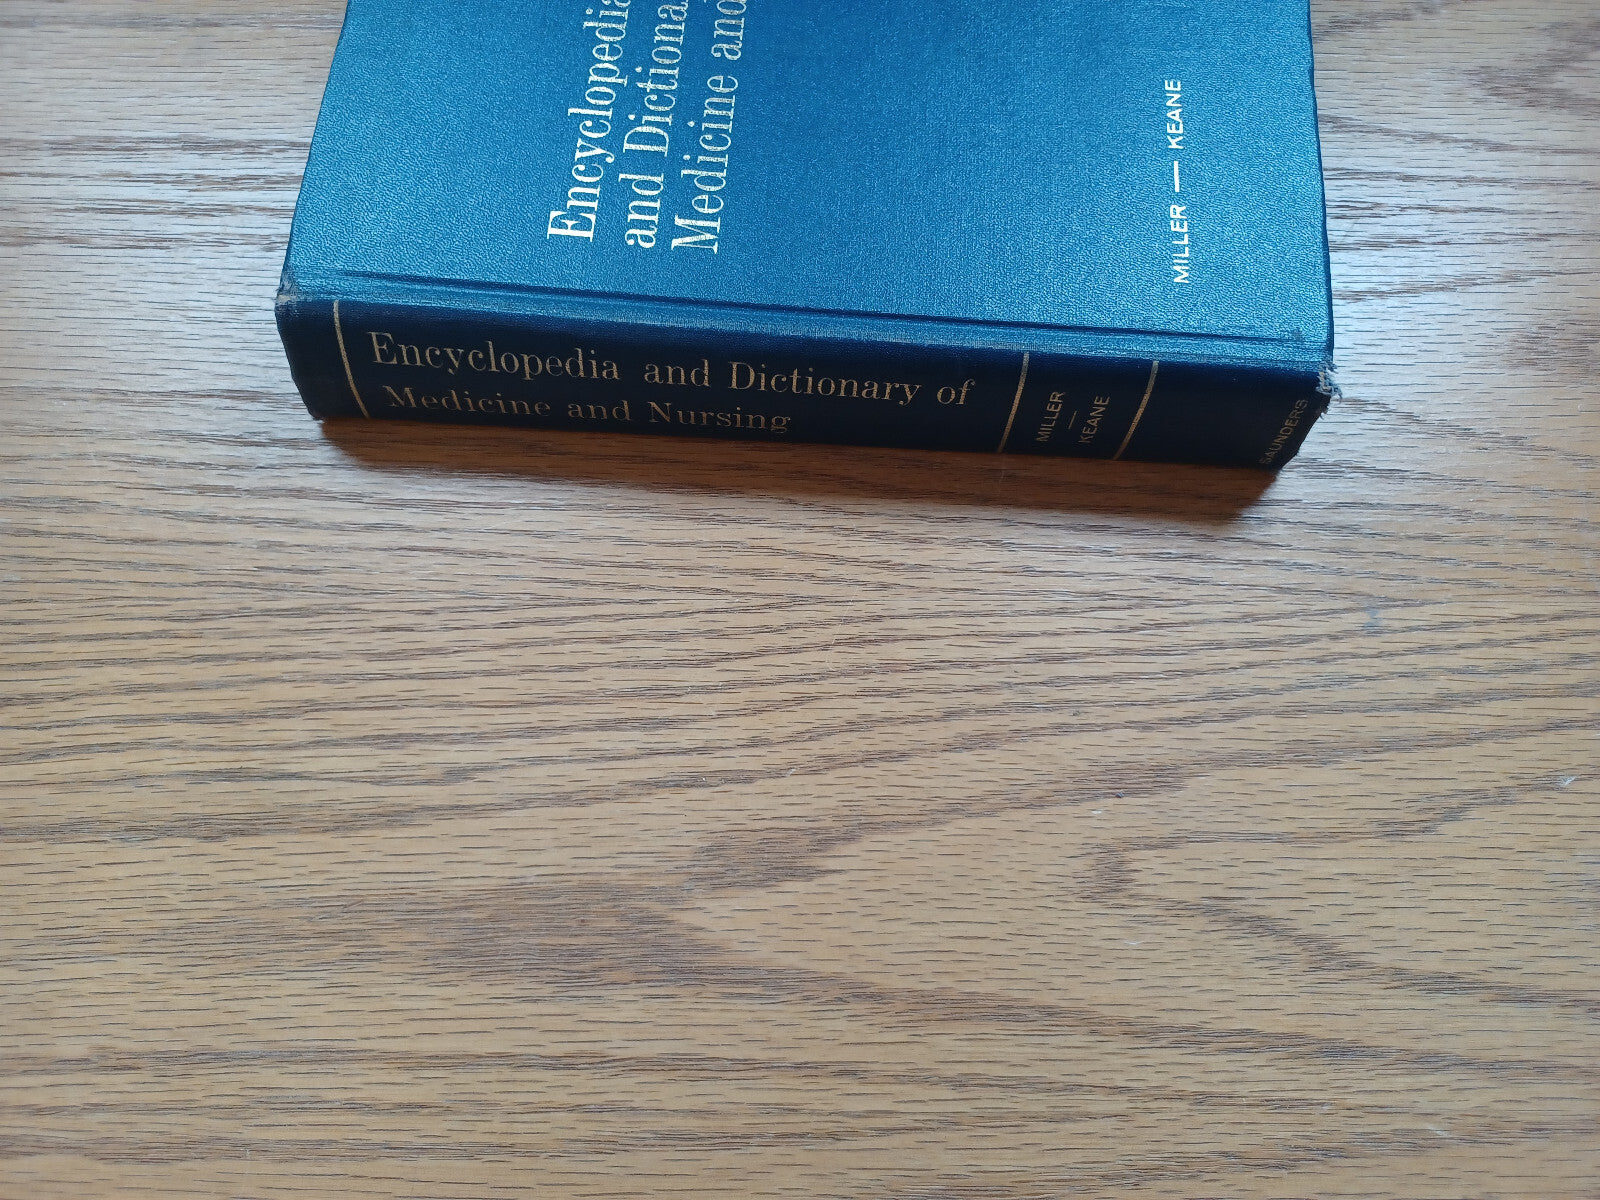 Encyclopedia
and Dictiona
Medicine and
MILLER — KEANE
Encyclopedia and Dictionary of
Medicine and Nursing
MILLER
—
KEANE
SAUNDERS